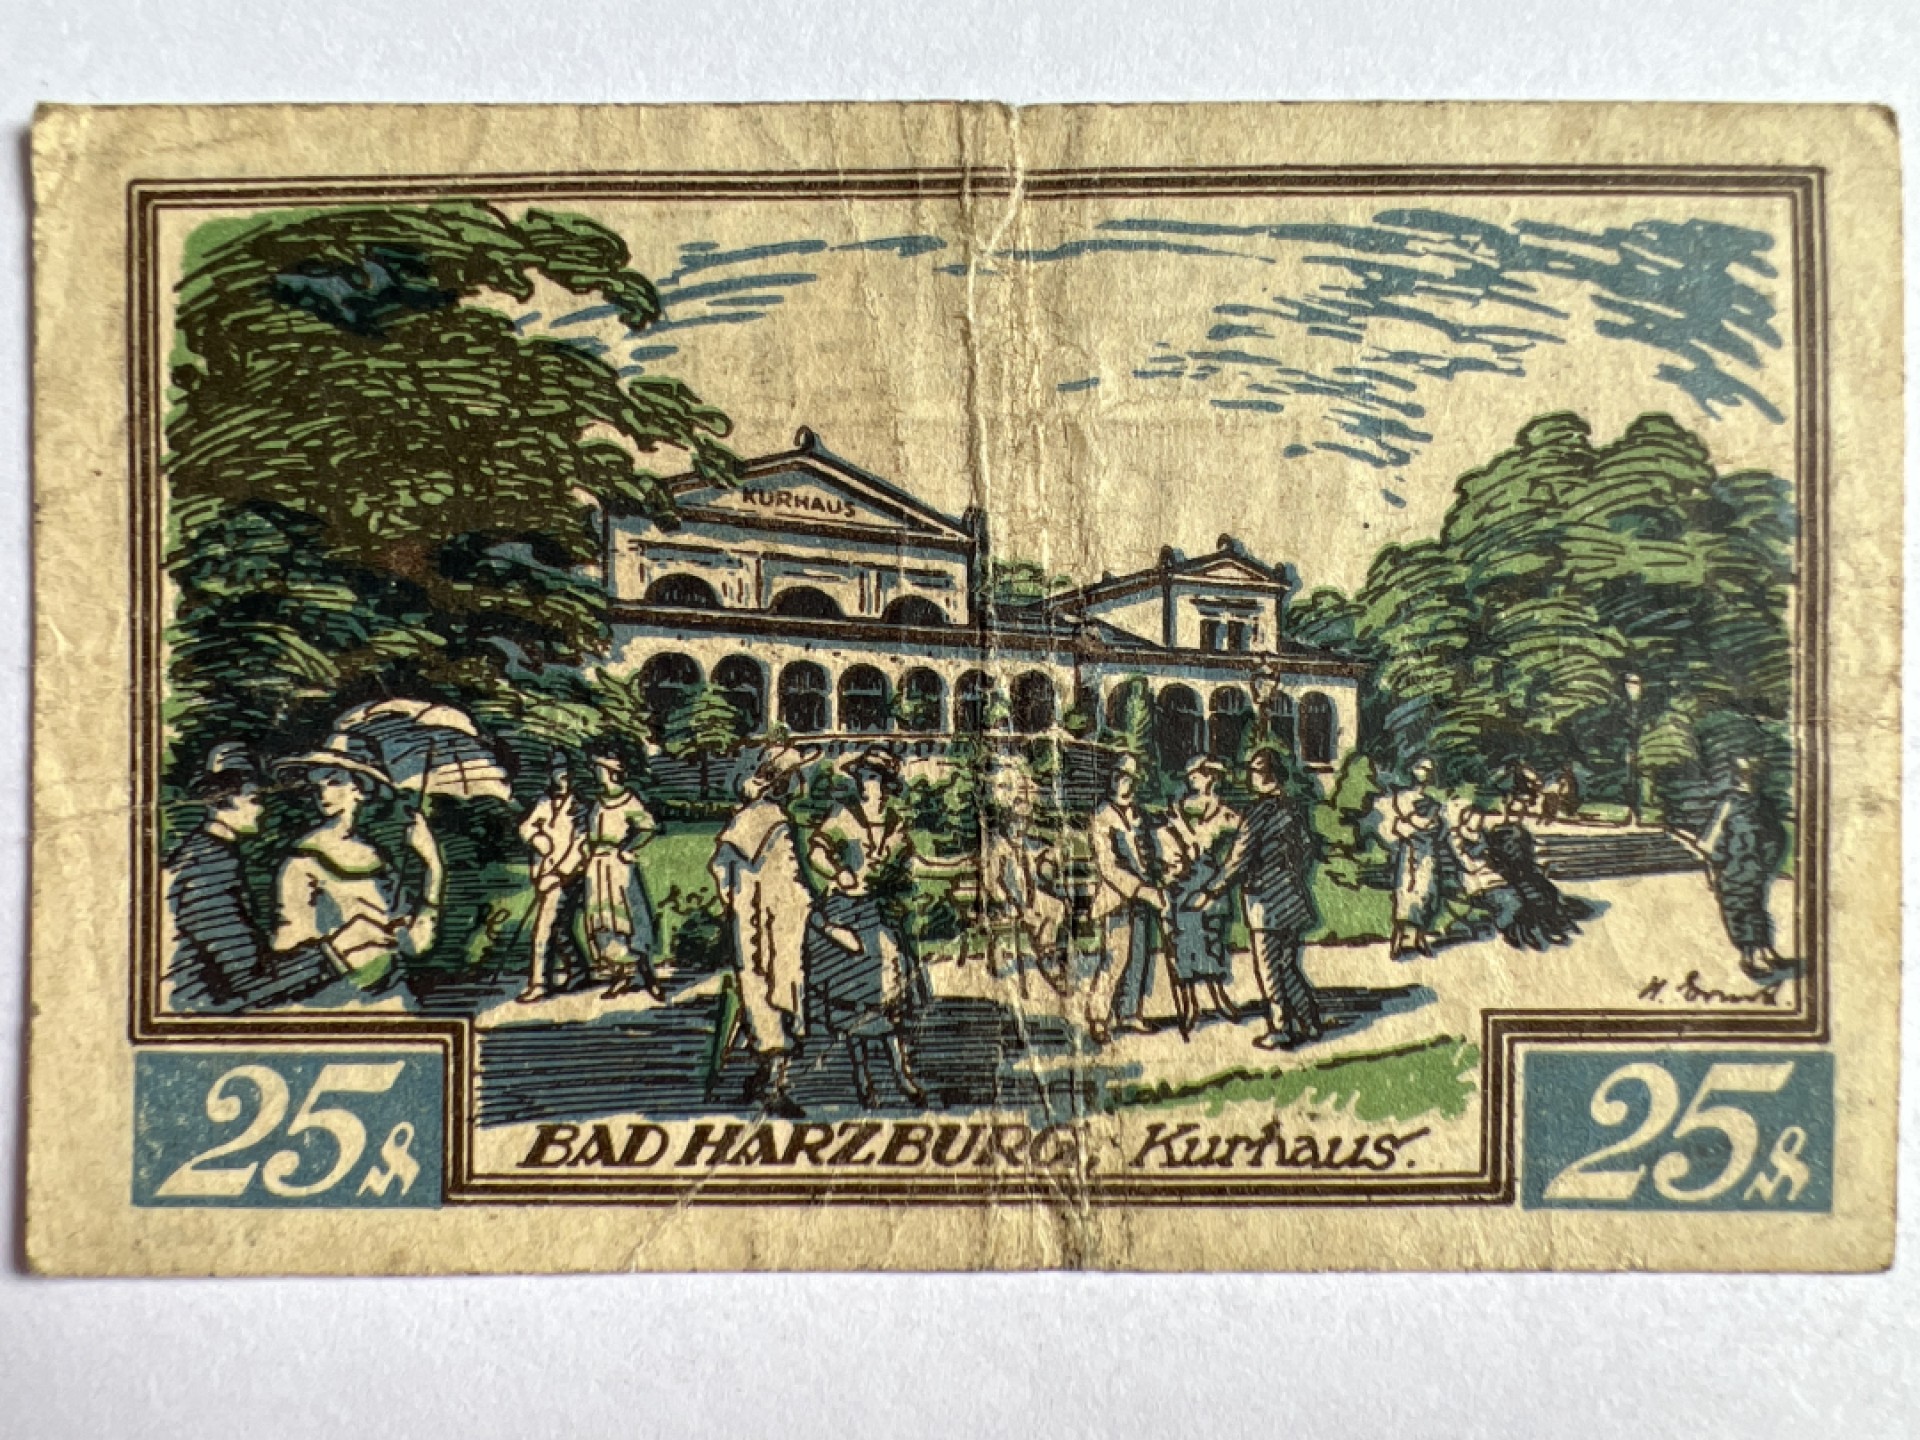 KURHAUS
25 ₰ 25 ₰
BAD HARZBURG, Kurhaus.